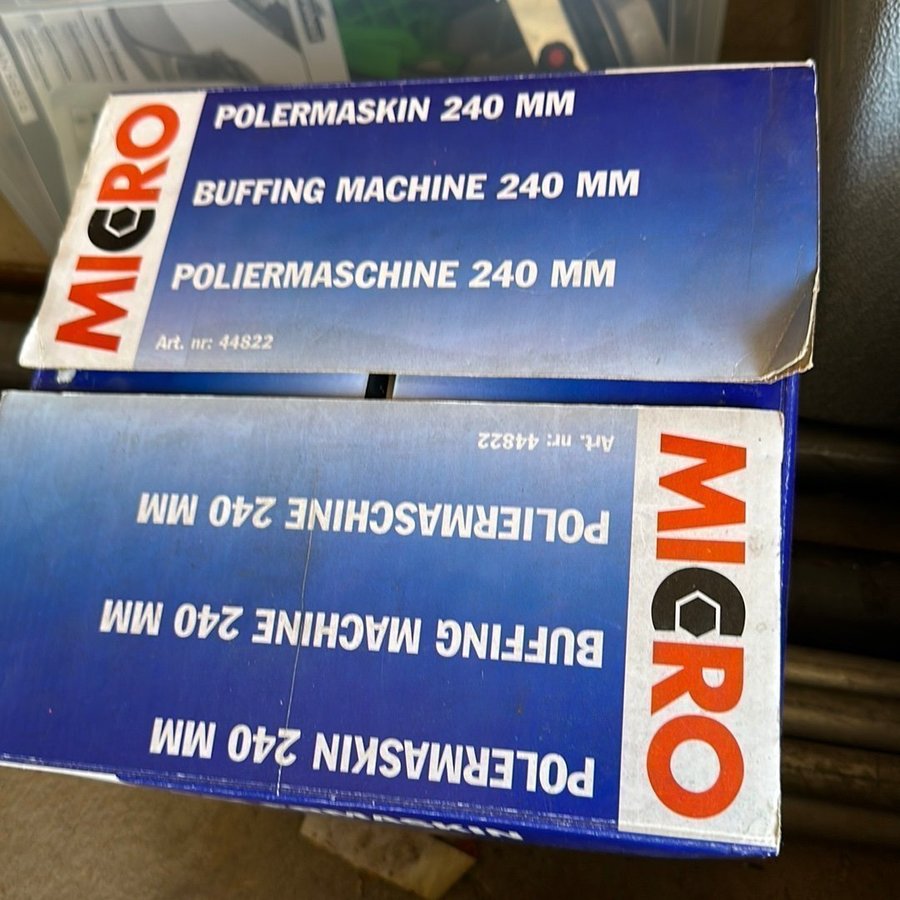 MICRO
POLERMASKIN 240 MM
BUFFING MACHINE 240 MM
POLIERMASCHINE 240 MM
Art. nr: 44822
MICRO
POLERMASKIN 240 MM
BUFFING MACHINE 240 MM
POLIERMASCHINE 240 MM
Art. nr: 44822